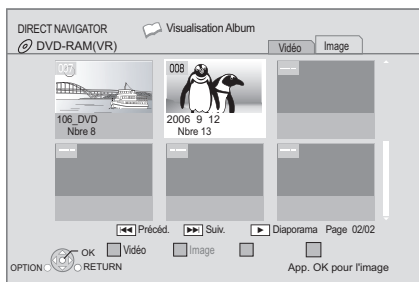 DIRECT NAVIGATOR Visualisation Album
DVD-RAM(VR) Vidéo Image
007 008 ---
106_DVD 2006 9 12
Nbre 8 Nbre 13
--- --- ---
Précéd. Suiv. Diaporama Page 02/02
OK Vidéo Image
OPTION RETURN App. OK pour l'image